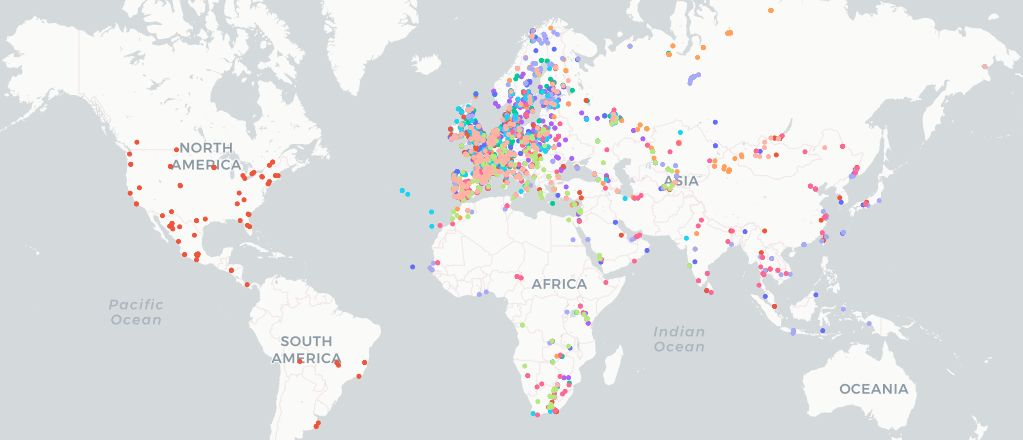 NORTH
AMERICA
ASIA
AFRICA
Pacific
Ocean
Indian
Ocean
SOUTH
AMERICA
OCEANIA